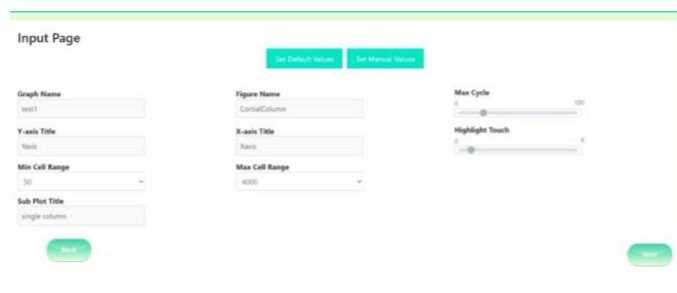 Input Page
Set Default Values
Set Manual Values
Graph Name
test1
Figure Name
CortialColumn
Max Cycle
0
100
Y-axis Title
Yaxis
X-axis Title
Xaxis
Highlight Touch
0
8
Min Cell Range
50
Max Cell Range
4000
Sub Plot Title
single column
Back
Next